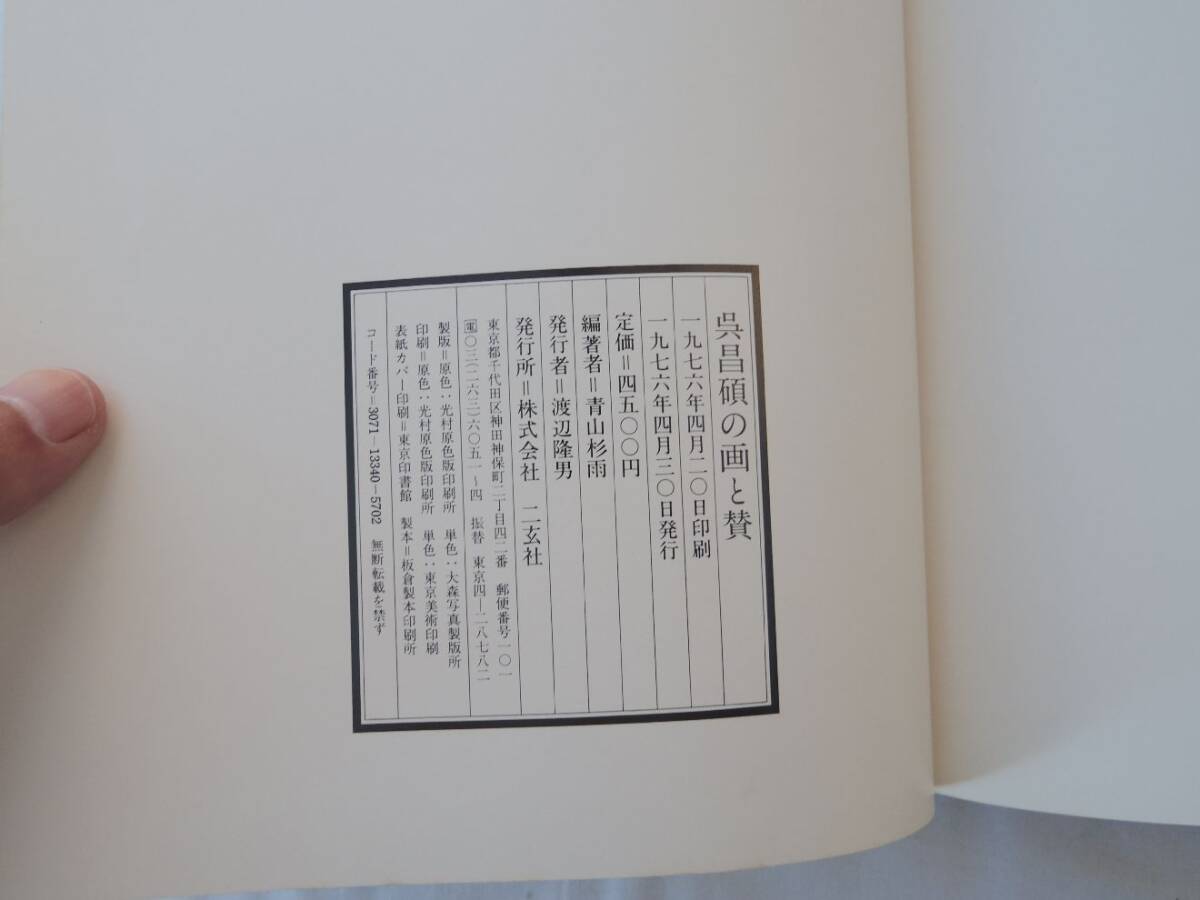 呉昌碩の画と賛
一九七六年四月二〇日印刷
一九七六年四月三〇日発行
定価＝四五〇〇円
編著者＝青山杉雨
発行者＝渡辺隆男
発行所＝株式会社 二玄社
東京都千代田区神田神保町二丁目四二番 郵便番号一〇一
電〇三(二六三)六〇五一〜四 振替 東京四―二八七八二
製版＝原色：光村原色版印刷所 単色：大森写真製版所
印刷＝原色：光村原色版印刷所 単色：東京美術印刷
表紙カバー印刷＝東京印書館 製本＝板倉製本印刷所
コード番号＝3071―13340―5702 無断転載を禁ず